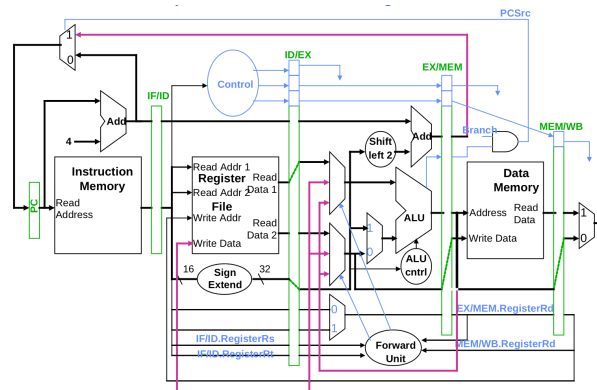 PCSrc
1
0
ID/EX
EX/MEM
Control
IF/ID
MEM/WB
Add
Add
Branch
4
Shift
left 2
Instruction
Memory
Read Addr 1
Register
Read
Data 1
Read Addr 2
File
Data
Memory
PC
Read
Address
Write Addr
Read
Data 2
ALU
Address
Read
Data
1
Write Data
1
0
Write Data
0
16
Sign
Extend
32
ALU
cntrl
0
1
EX/MEM.RegisterRd
IF/ID.RegisterRs
IF/ID.RegisterRt
Forward
Unit
MEM/WB.RegisterRd